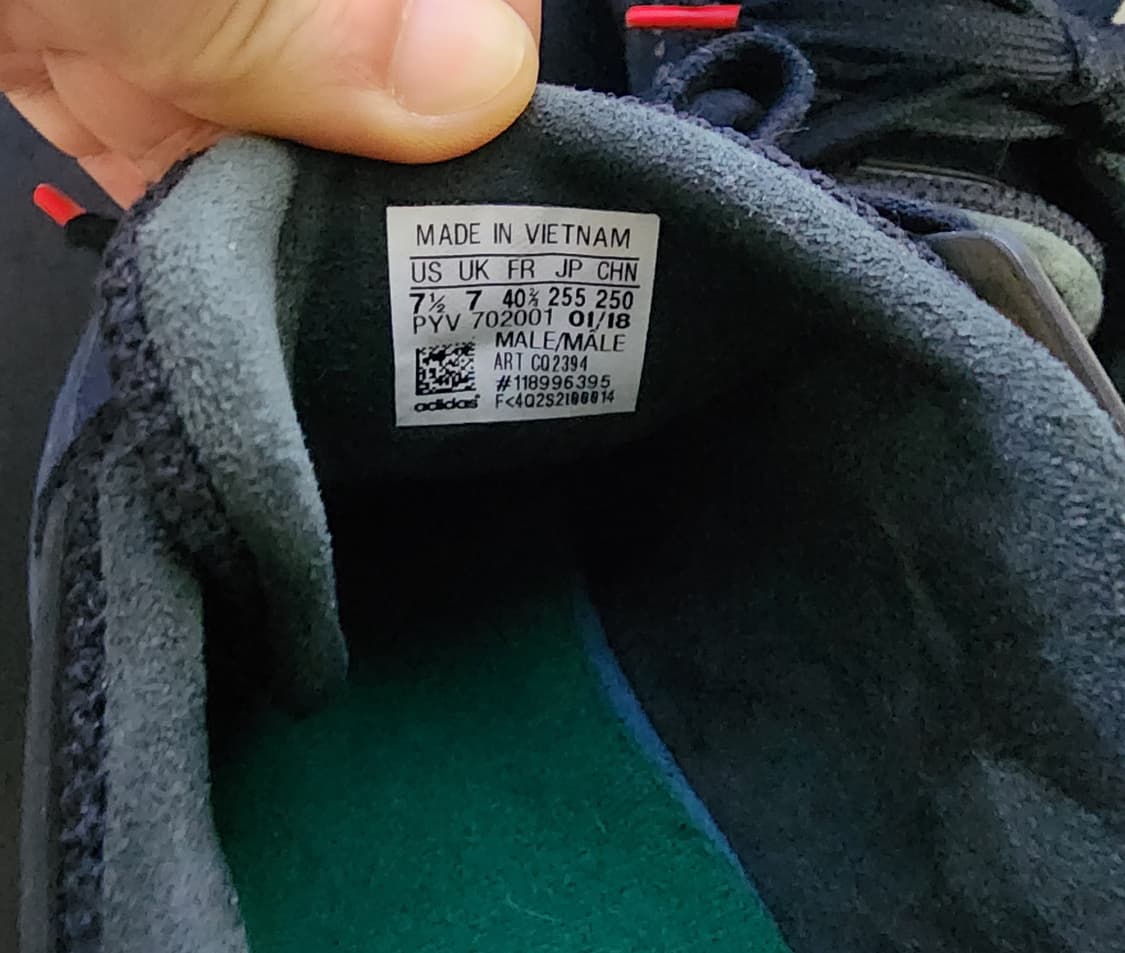 MADE IN VIETNAM
US UK FR JP CHN
7½ 7 40⅔ 255 250
PYV 702001 01/18
MALE/MÂLE
ART CQ2394
#118996395
adidas F<4Q2S2100014